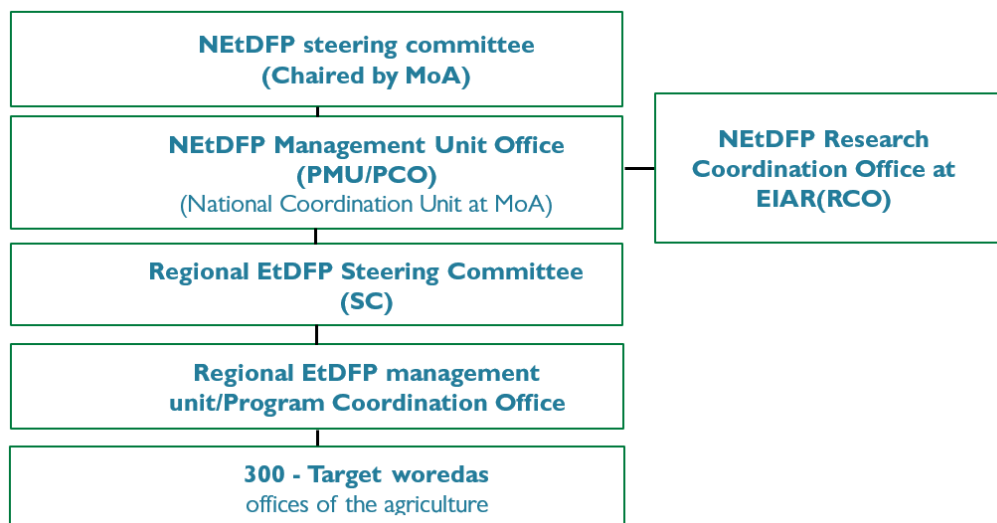 NEtDFP steering committee
(Chaired by MoA)
NEtDFP Management Unit Office
(PMU/PCO)
(National Coordination Unit at MoA)
NEtDFP Research
Coordination Office at
EIAR(RCO)
Regional EtDFP Steering Committee
(SC)
Regional EtDFP management
unit/Program Coordination Office
300 - Target woredas
offices of the agriculture